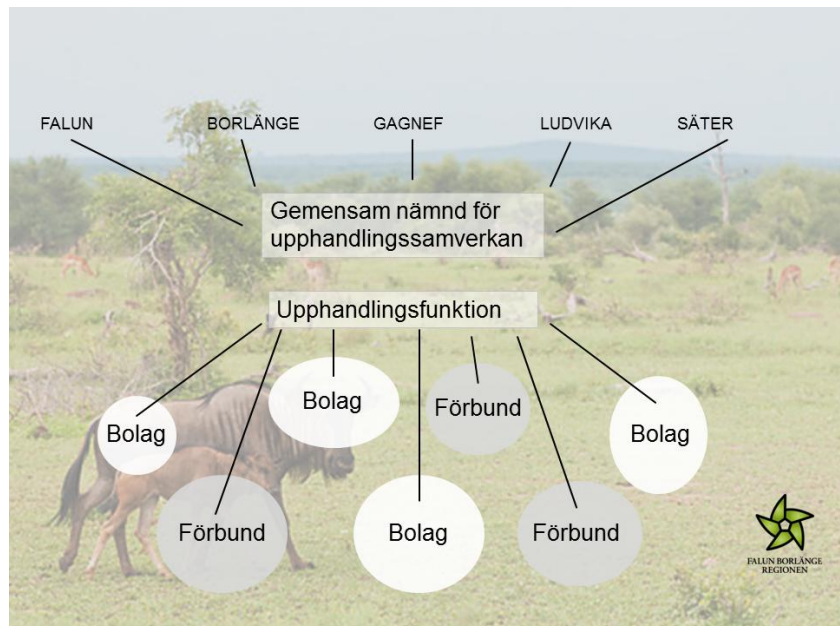 FALUN
BORLÄNGE
GAGNEF
LUDVIKA
SÄTER
Gemensam nämnd för
upphandlingssamverkan
Upphandlingsfunktion
Bolag
Bolag
Förbund
Bolag
Förbund
Bolag
Förbund
FALUN BORLÄNGE
REGIONEN